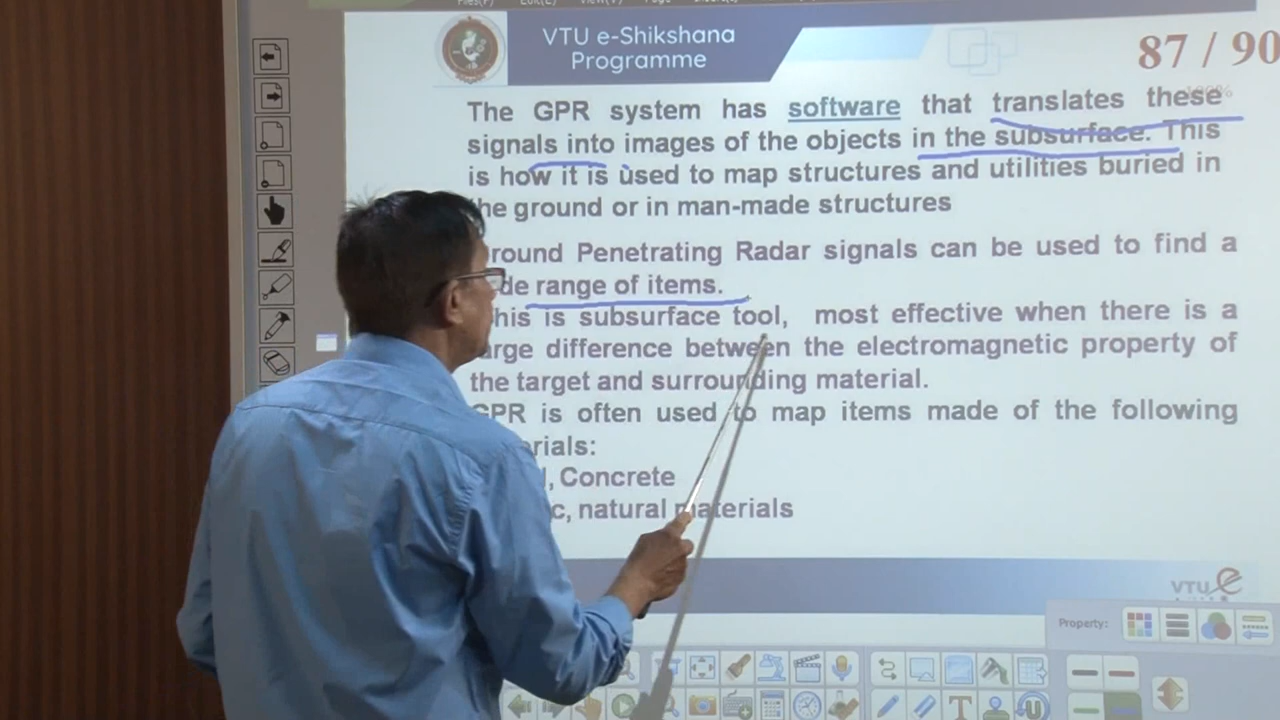 VTU e-Shikshana
Programme
87 / 90
The GPR system has software that translates these
signals into images of the objects in the subsurface. This
is how it is used to map structures and utilities buried in
the ground or in man-made structures
round Penetrating Radar signals can be used to find a
de range of items.
his is subsurface tool, most effective when there is a
arge difference between the electromagnetic property of
the target and surrounding material.
GPR is often used to map items made of the following
rials:
, Concrete
c, natural materials
VTU e
Property: